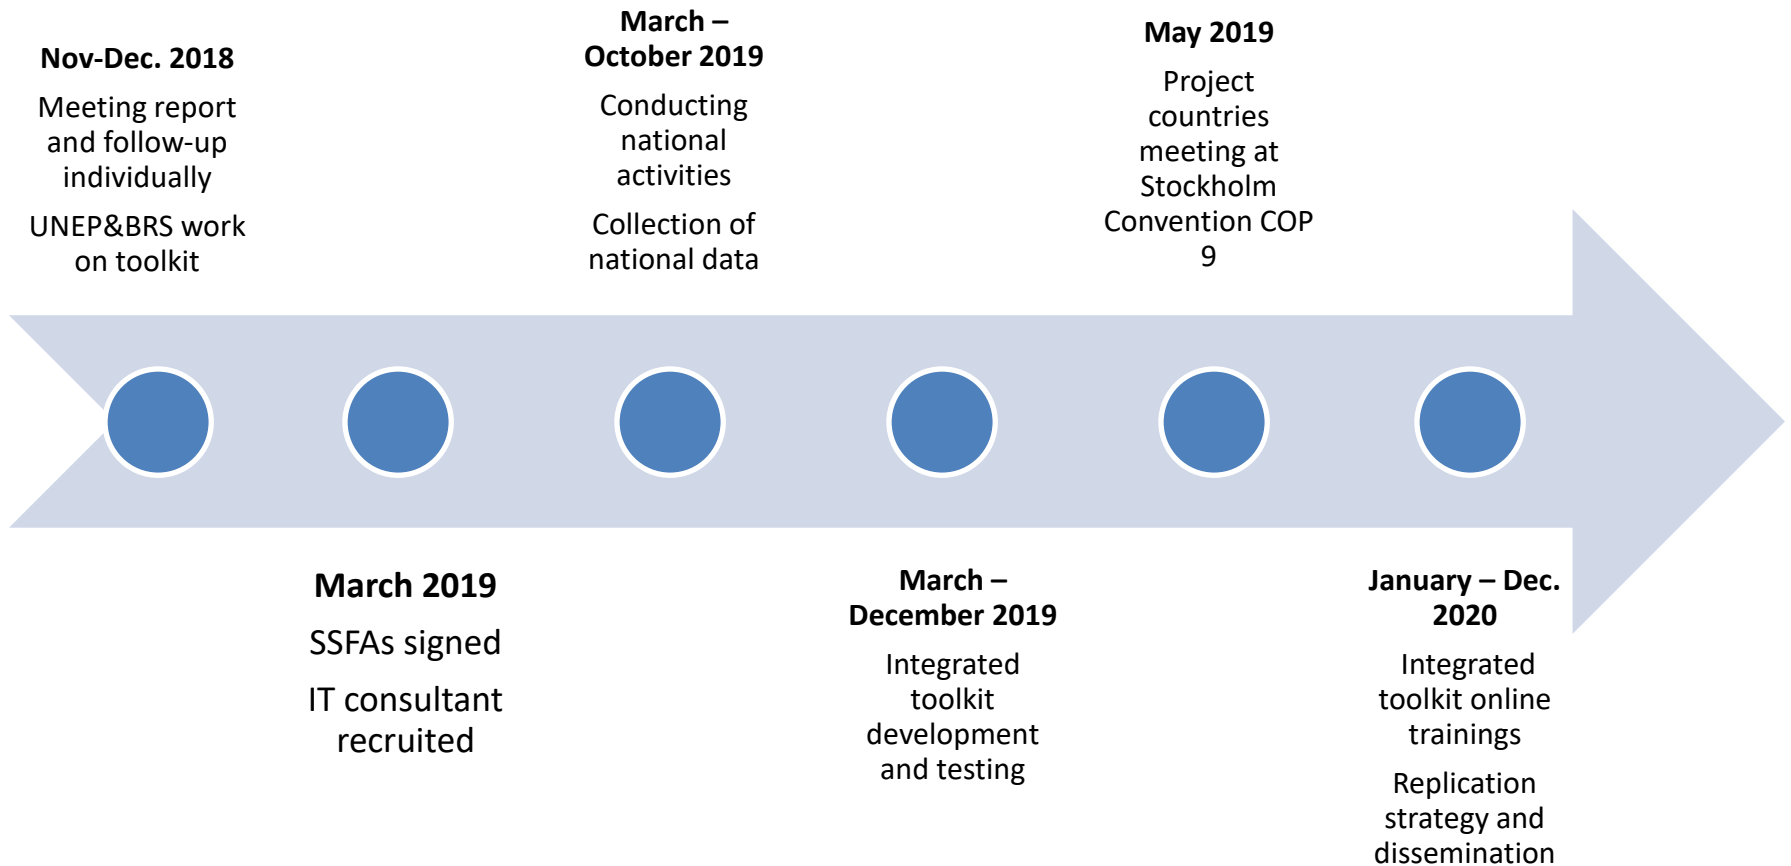 Nov-Dec. 2018
Meeting report
and follow-up
individually
UNEP&BRS work
on toolkit
March 2019
SSFAs signed
IT consultant
recruited
March –
October 2019
Conducting
national
activities
Collection of
national data
March –
December 2019
Integrated
toolkit
development
and testing
May 2019
Project
countries
meeting at
Stockholm
Convention COP
9
January – Dec.
2020
Integrated
toolkit online
trainings
Replication
strategy and
dissemination